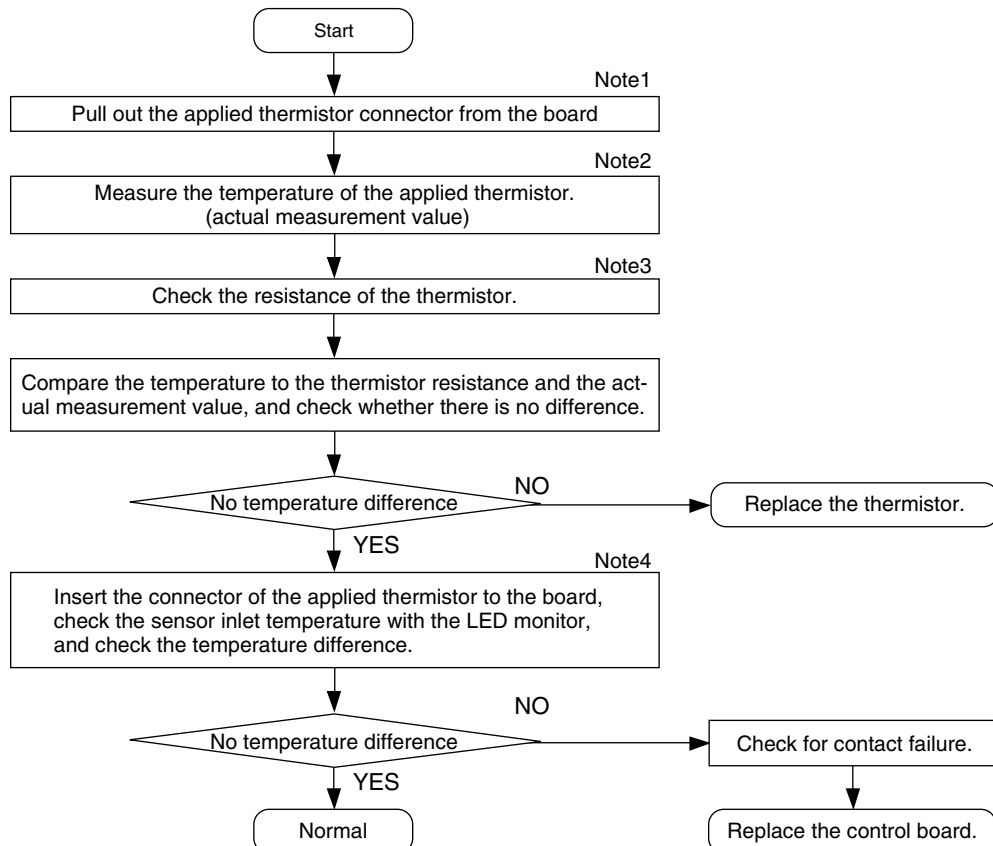 Start
Note1
Pull out the applied thermistor connector from the board
Note2
Measure the temperature of the applied thermistor.
(actual measurement value)
Note3
Check the resistance of the thermistor.
Compare the temperature to the thermistor resistance and the act-
ual measurement value, and check whether there is no difference.
No temperature difference
NO
Replace the thermistor.
YES
Note4
Insert the connector of the applied thermistor to the board,
check the sensor inlet temperature with the LED monitor,
and check the temperature difference.
No temperature difference
NO
Check for contact failure.
YES
Normal
Replace the control board.